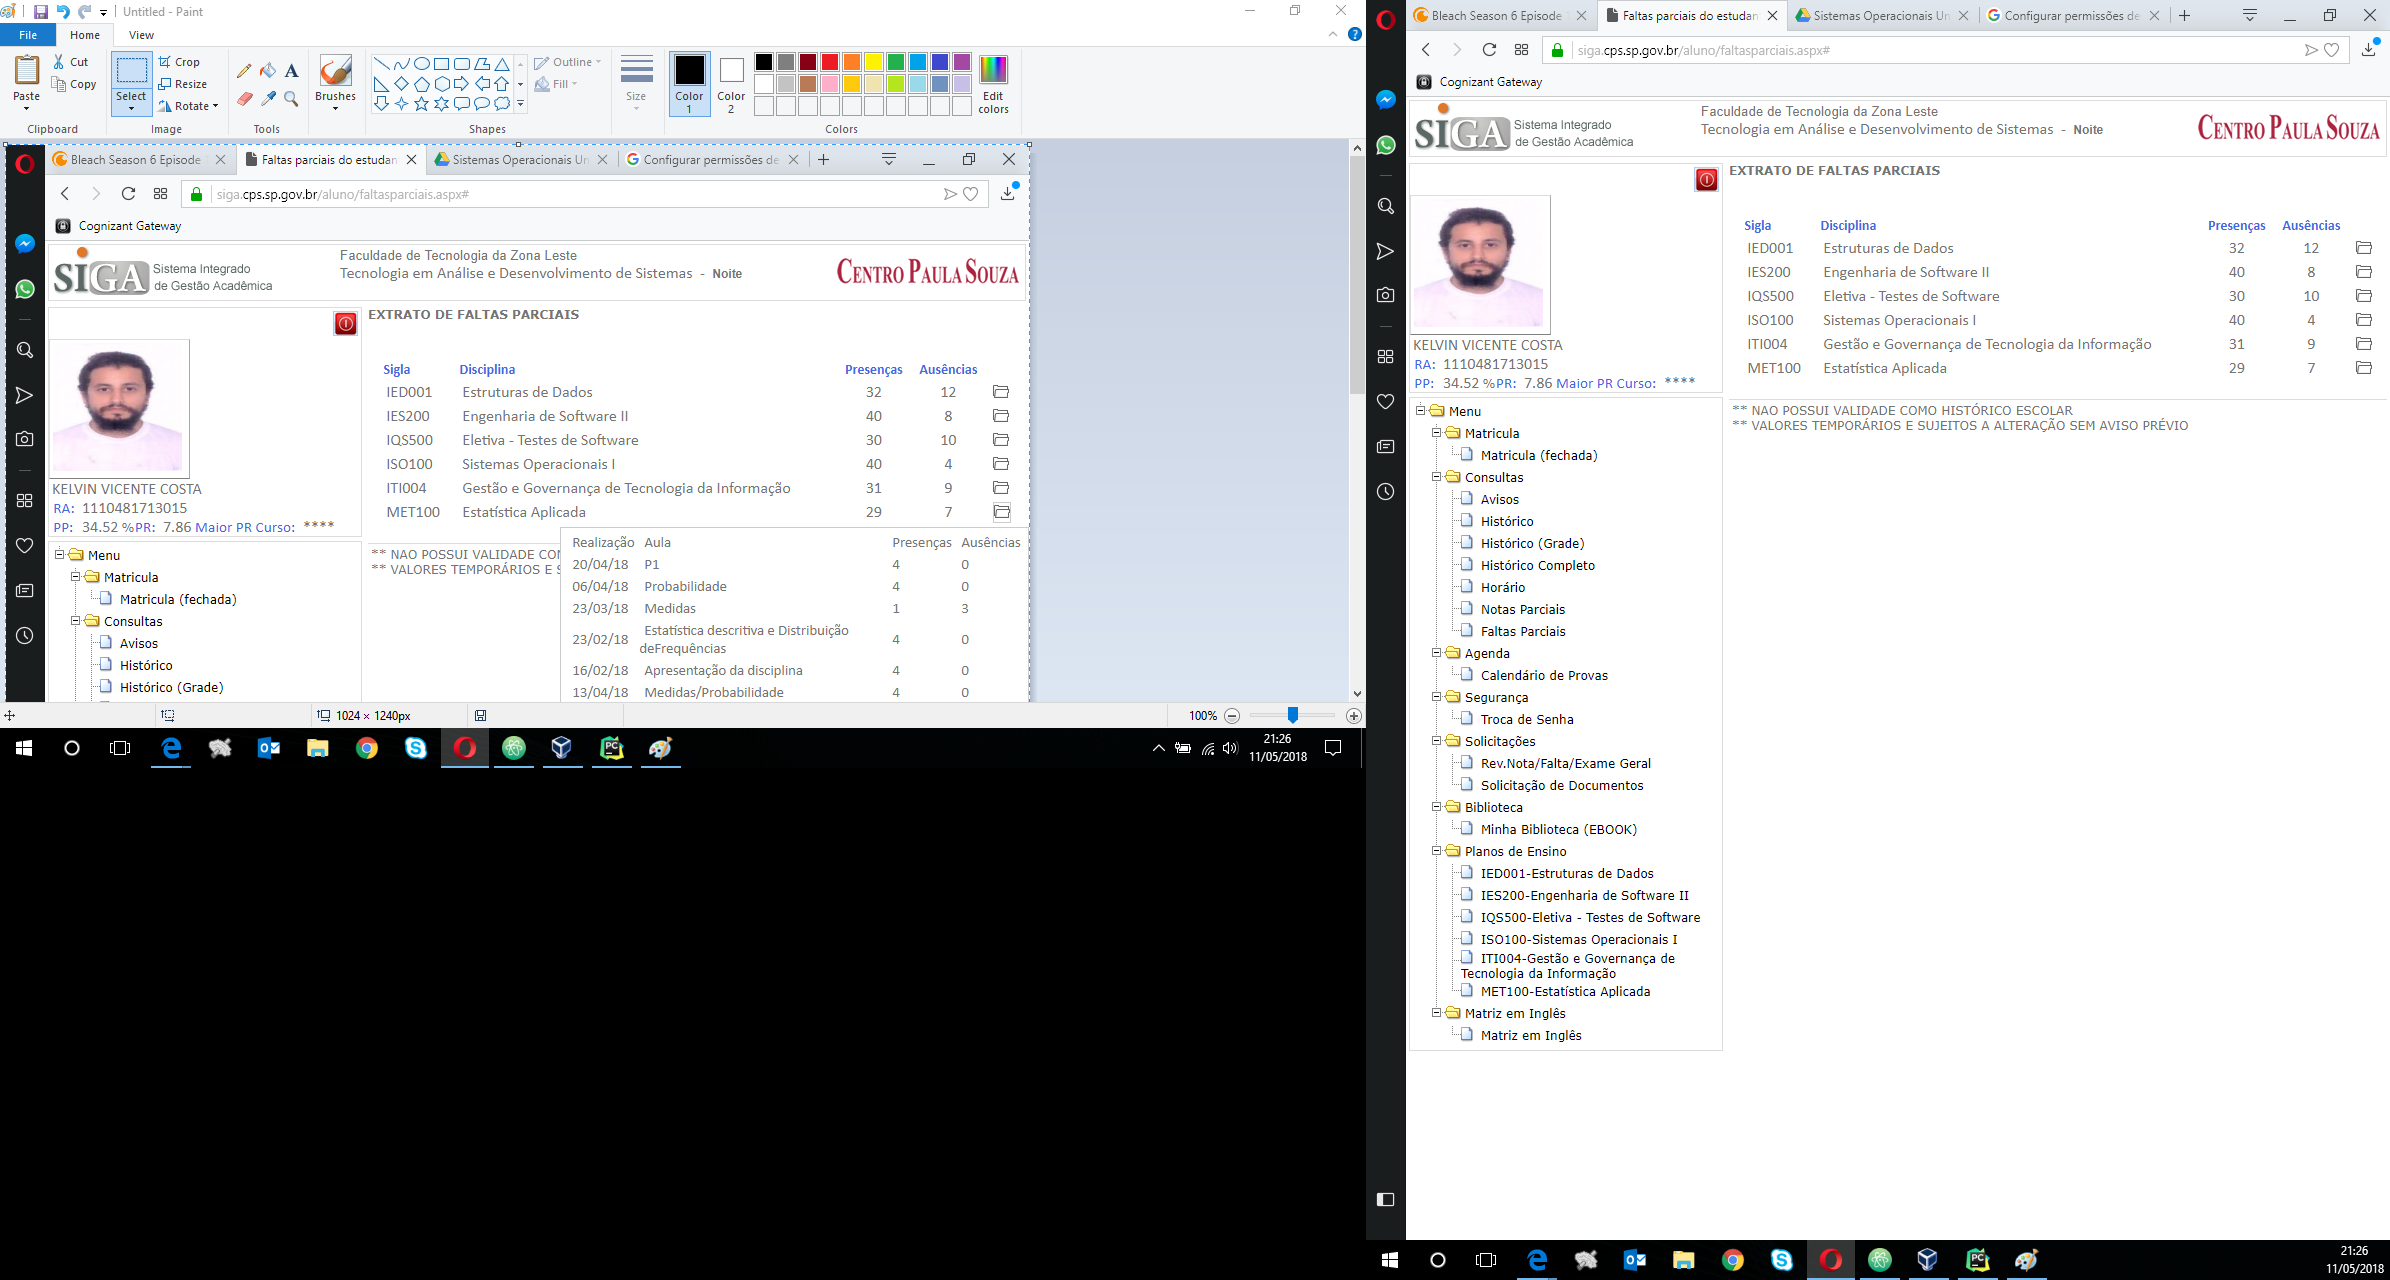 Untitled - Paint
File Home View
Paste Cut Copy Clipboard
Select Crop Resize Rotate Image
Tools
Brushes
Shapes
Outline
Fill
Size
Color 1 Color 2 Edit colors
Colors
Bleach Season 6 Episode Faltas parciais do estudan Sistemas Operacionais Un Configurar permissões de
siga.cps.sp.gov.br/aluno/faltasparciais.aspx#
Cognizant Gateway
SIGA Sistema Integrado
de Gestão Acadêmica
Faculdade de Tecnologia da Zona Leste
Tecnologia em Análise e Desenvolvimento de Sistemas - Noite
CENTRO PAULA SOUZA
EXTRATO DE FALTAS PARCIAIS
Sigla Disciplina Presenças Ausências
IED001 Estruturas de Dados 32 12
IES200 Engenharia de Software II 40 8
IQS500 Eletiva - Testes de Software 30 10
ISO100 Sistemas Operacionais I 40 4
ITI004 Gestão e Governança de Tecnologia da Informação 31 9
MET100 Estatística Aplicada 29 7
KELVIN VICENTE COSTA
RA: 1110481713015
PP: 34.52 %PR: 7.86 Maior PR Curso: ****
** NAO POSSUI VALIDADE CO
** VALORES TEMPORÁRIOS E
Realização Aula Presenças Ausências
20/04/18 P1 4 0
06/04/18 Probabilidade 4 0
23/03/18 Medidas 1 3
23/02/18 Estatística descritiva e Distribuição
deFrequências 4 0
16/02/18 Apresentação da disciplina 4 0
13/04/18 Medidas/Probabilidade 4 0
Menu
Matricula
Matricula (fechada)
Consultas
Avisos
Histórico
Histórico (Grade)
1024 × 1240px
100%
21:26
11/05/2018
Bleach Season 6 Episode Faltas parciais do estudan Sistemas Operacionais Un Configurar permissões de
siga.cps.sp.gov.br/aluno/faltasparciais.aspx#
Cognizant Gateway
SIGA Sistema Integrado
de Gestão Acadêmica
Faculdade de Tecnologia da Zona Leste
Tecnologia em Análise e Desenvolvimento de Sistemas - Noite
CENTRO PAULA SOUZA
EXTRATO DE FALTAS PARCIAIS
Sigla Disciplina Presenças Ausências
IED001 Estruturas de Dados 32 12
IES200 Engenharia de Software II 40 8
IQS500 Eletiva - Testes de Software 30 10
ISO100 Sistemas Operacionais I 40 4
ITI004 Gestão e Governança de Tecnologia da Informação 31 9
MET100 Estatística Aplicada 29 7
** NAO POSSUI VALIDADE COMO HISTÓRICO ESCOLAR
** VALORES TEMPORÁRIOS E SUJEITOS A ALTERAÇÃO SEM AVISO PRÉVIO
KELVIN VICENTE COSTA
RA: 1110481713015
PP: 34.52 %PR: 7.86 Maior PR Curso: ****
Menu
Matricula
Matricula (fechada)
Consultas
Avisos
Histórico
Histórico (Grade)
Histórico Completo
Horário
Notas Parciais
Faltas Parciais
Agenda
Calendário de Provas
Segurança
Troca de Senha
Solicitações
Rev.Nota/Falta/Exame Geral
Solicitação de Documentos
Biblioteca
Minha Biblioteca (EBOOK)
Planos de Ensino
IED001-Estruturas de Dados
IES200-Engenharia de Software II
IQS500-Eletiva - Testes de Software
ISO100-Sistemas Operacionais I
ITI004-Gestão e Governança de
Tecnologia da Informação
MET100-Estatística Aplicada
Matriz em Inglês
Matriz em Inglês
21:26
11/05/2018